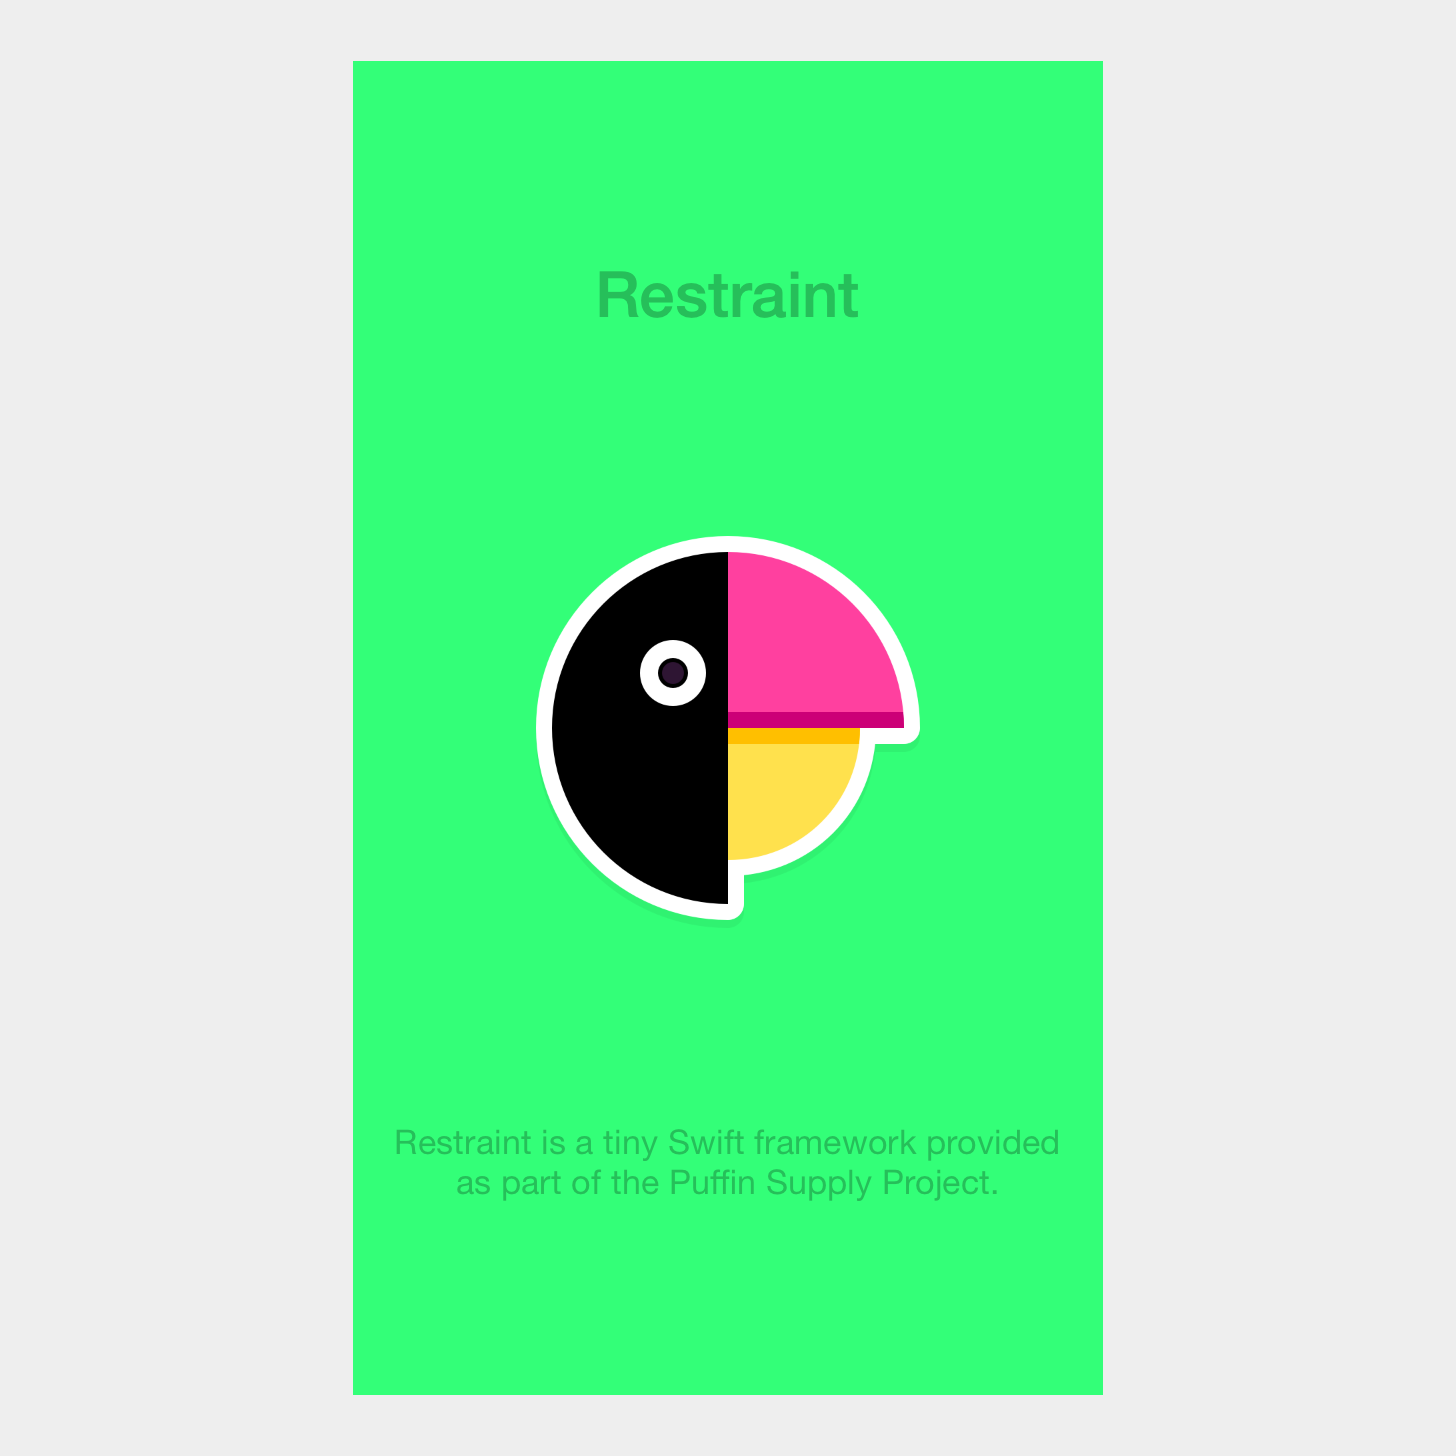 Restraint
Restraint is a tiny Swift framework provided
as part of the Puffin Supply Project.